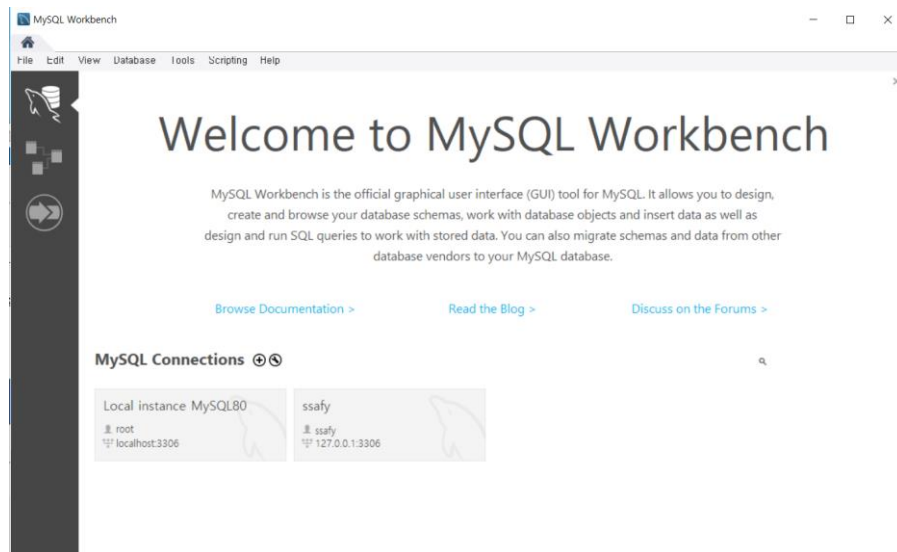 MySQL Workbench
File Edit View Database Tools Scripting Help
Welcome to MySQL Workbench
MySQL Workbench is the official graphical user interface (GUI) tool for MySQL. It allows you to design,
create and browse your database schemas, work with database objects and insert data as well as
design and run SQL queries to work with stored data. You can also migrate schemas and data from other
database vendors to your MySQL database.
Browse Documentation > Read the Blog > Discuss on the Forums >
MySQL Connections
Local instance MySQL80
root
localhost:3306
ssafy
ssafy
127.0.0.1:3306